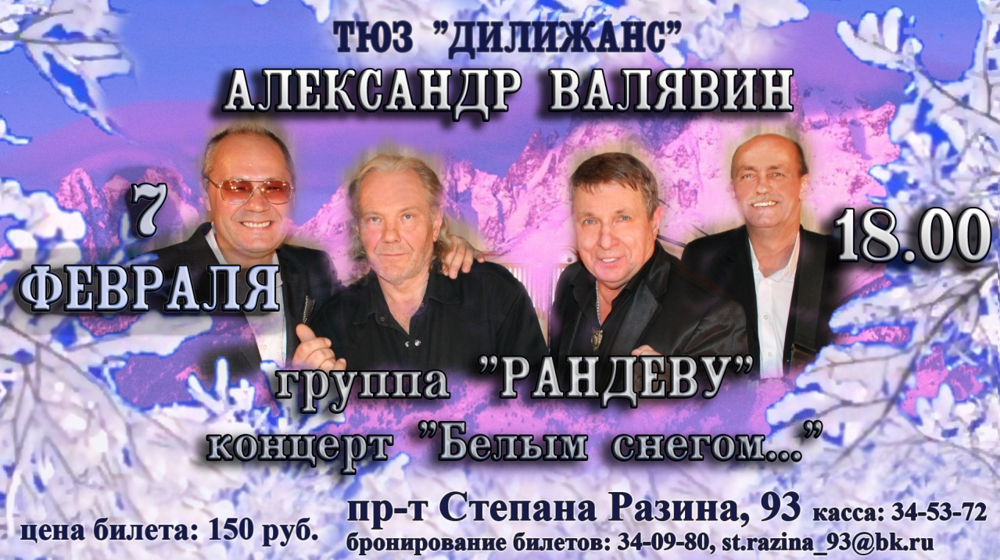 ТЮЗ "ДИЛИЖАНС"
АЛЕКСАНДР ВАЛЯВИН
7
ФЕВРАЛЯ
18.00
группа "РАНДЕВУ"
концерт "Белым снегом..."
цена билета: 150 руб.
пр-т Степана Разина, 93 касса: 34-53-72
бронирование билетов: 34-09-80, st.razina_93@bk.ru